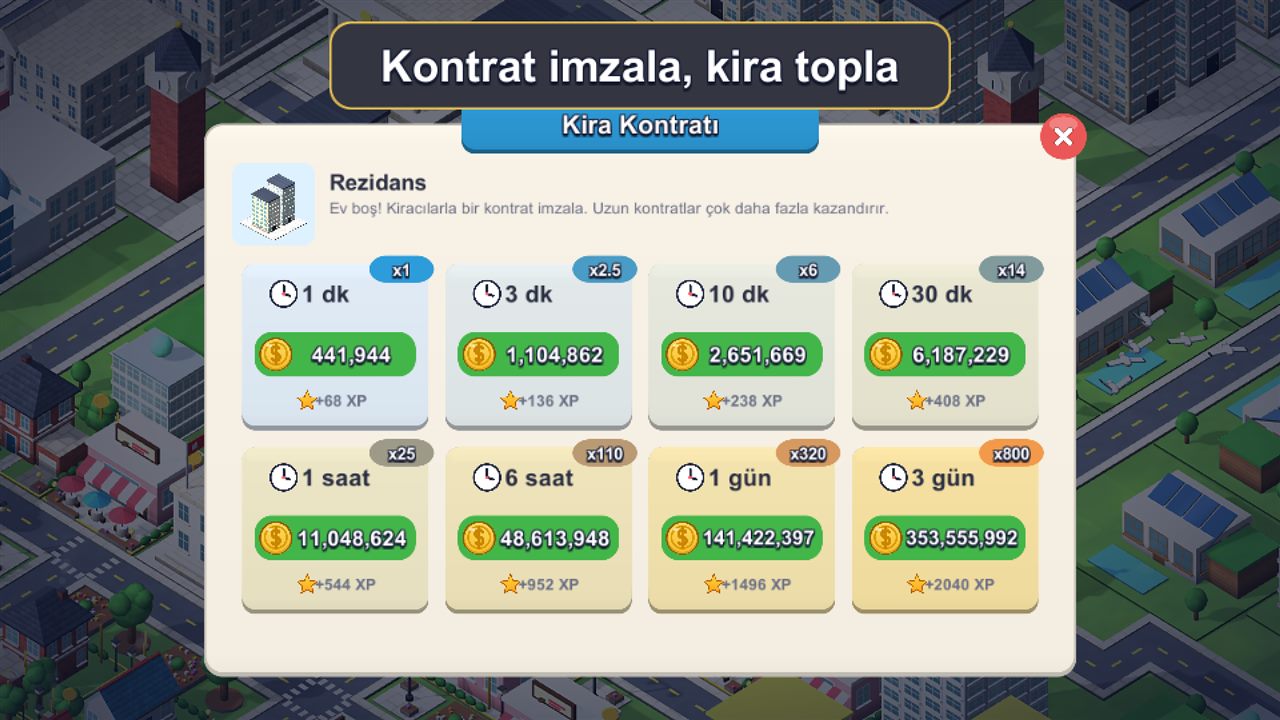 Kontrat imzala, kira topla
Kira Kontratı
Rezidans
Ev boş! Kiracılarla bir kontrat imzala. Uzun kontratlar çok daha fazla kazandırır.
x1
1 dk
441,944
+68 XP
x2.5
3 dk
1,104,862
+136 XP
x6
10 dk
2,651,669
+238 XP
x14
30 dk
6,187,229
+408 XP
x25
1 saat
11,048,624
+544 XP
x110
6 saat
48,613,948
+952 XP
x320
1 gün
141,422,397
+1496 XP
x800
3 gün
353,555,992
+2040 XP